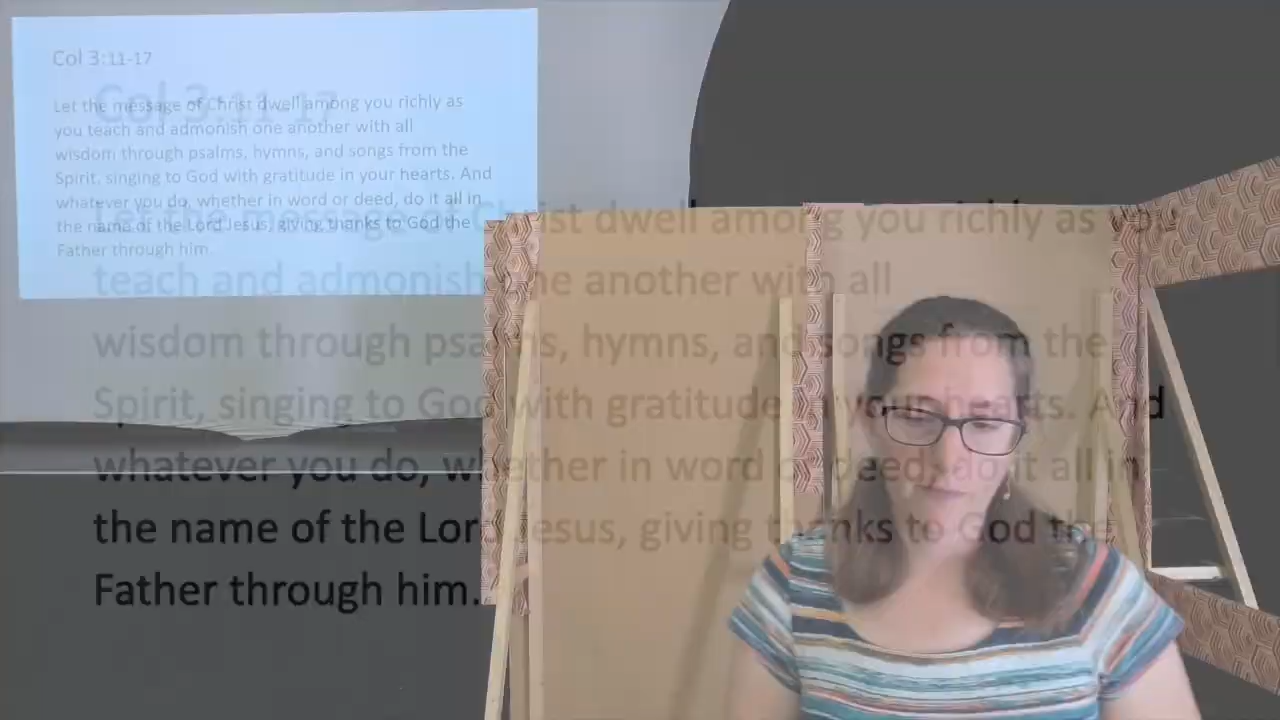 Col 3:11-17
Let the message of Christ dwell among you richly as
you teach and admonish one another with all
wisdom through psalms, hymns, and songs from the
Spirit, singing to God with gratitude in your hearts. And
whatever you do, whether in word or deed, do it all in
the name of the Lord Jesus, giving thanks to God the
Father through him.
Col 3:11-17
Let the message of Christ dwell among you richly as you
teach and admonish one another with all
wisdom through psalms, hymns, and songs from the
Spirit, singing to God with gratitude in your hearts. And
whatever you do, whether in word or deed, do it all in
the name of the Lord Jesus, giving thanks to God the
Father through him.